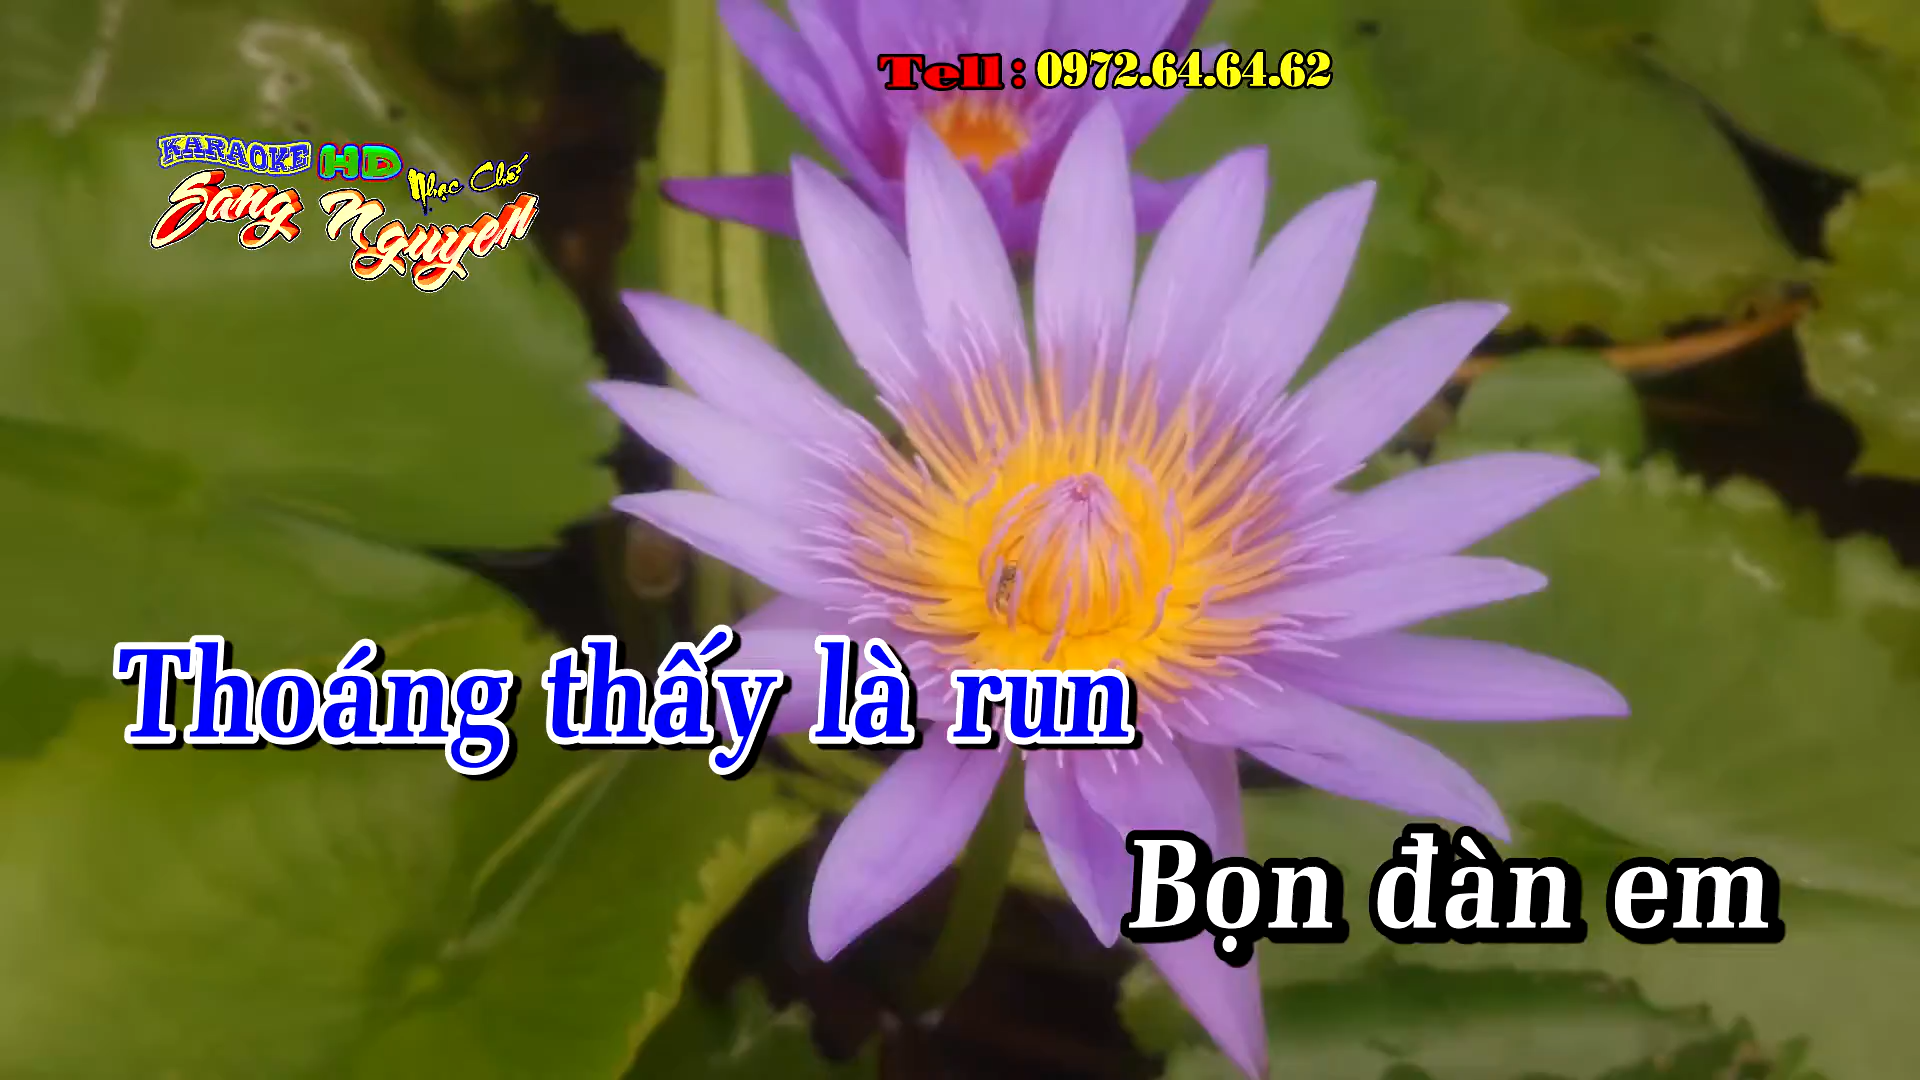 Tell : 0972.64.64.62
KARAOKE HD Nhạc Chế
Sang Nguyen
Thoáng thấy là run
Bọn đàn em